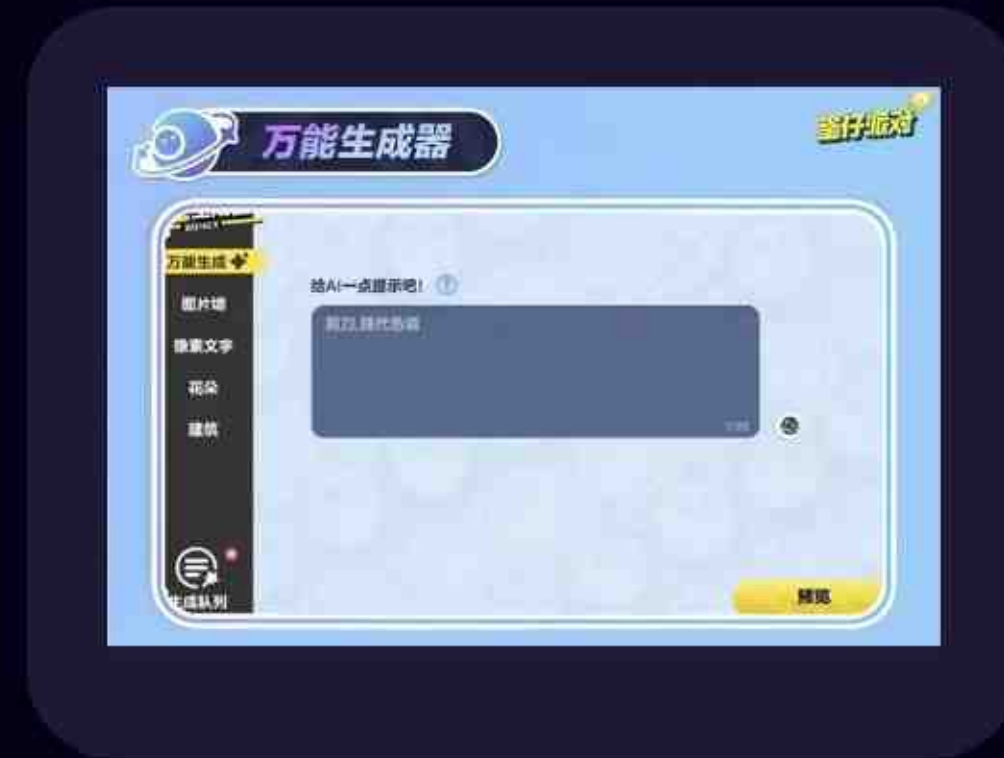 万能生成器
蛋仔派对
万能生成
给AI一点提示吧!
图片墙
像素文字
花朵
建筑
生成队列
预览